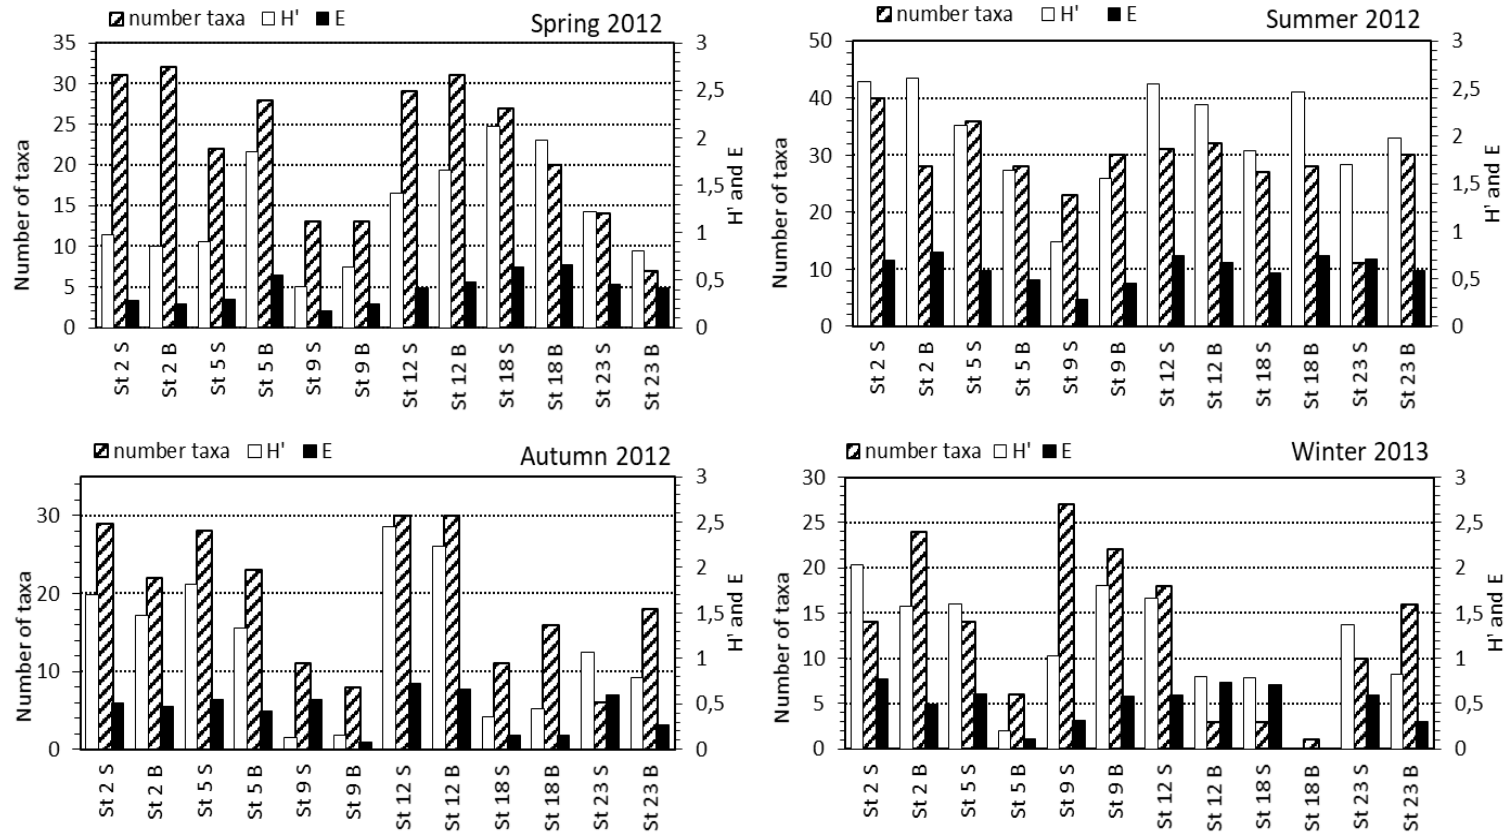 number taxa H' E
Spring 2012
35
30
25
20
15
10
5
0
Number of taxa
3
2,5
2
1,5
1
0,5
0
H' and E
St 2 S
St 2 B
St 5 S
St 5 B
St 9 S
St 9 B
St 12 S
St 12 B
St 18 S
St 18 B
St 23 S
St 23 B
number taxa H' E
Summer 2012
50
40
30
20
10
0
Number of taxa
3
2,5
2
1,5
1
0,5
0
H' and E
St 2 S
St 2 B
St 5 S
St 5 B
St 9 S
St 9 B
St 12 S
St 12 B
St 18 S
St 18 B
St 23 S
St 23 B
number taxa H' E
Autumn 2012
30
20
10
0
Number of taxa
3
2,5
2
1,5
1
0,5
0
H' and E
St 2 S
St 2 B
St 5 S
St 5 B
St 9 S
St 9 B
St 12 S
St 12 B
St 18 S
St 18 B
St 23 S
St 23 B
number taxa H' E
Winter 2013
30
25
20
15
10
5
0
Number of taxa
3
2,5
2
1,5
1
0,5
0
H' and E
St 2 S
St 2 B
St 5 S
St 5 B
St 9 S
St 9 B
St 12 S
St 12 B
St 18 S
St 18 B
St 23 S
St 23 B